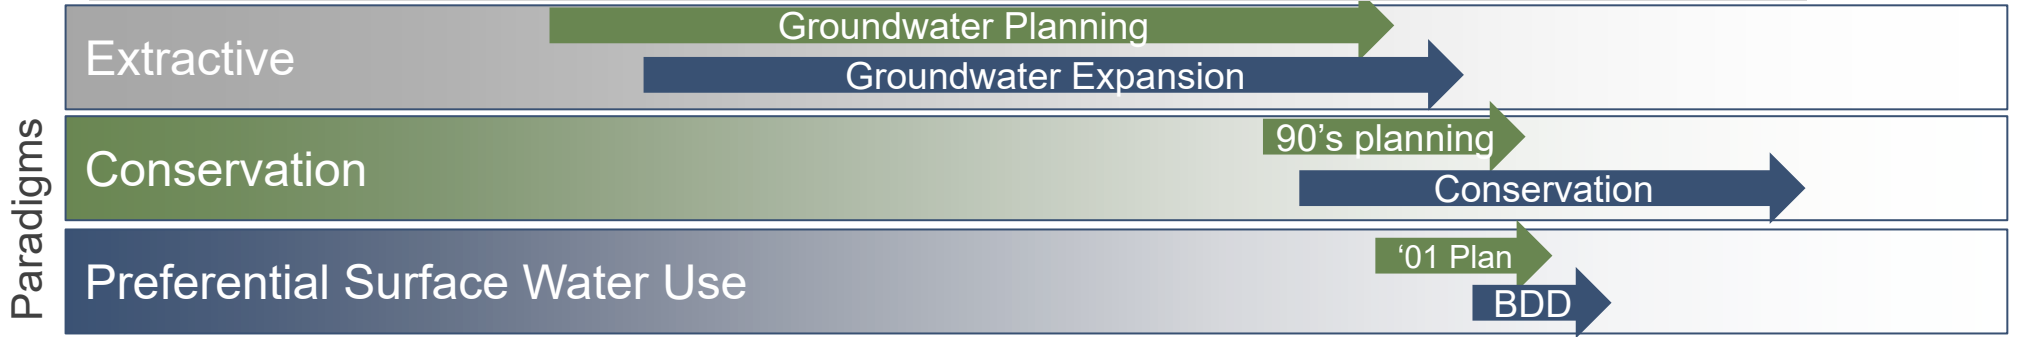 Paradigms
Extractive
Groundwater Planning
Groundwater Expansion
Conservation
90’s planning
Conservation
Preferential Surface Water Use
‘01 Plan
BDD